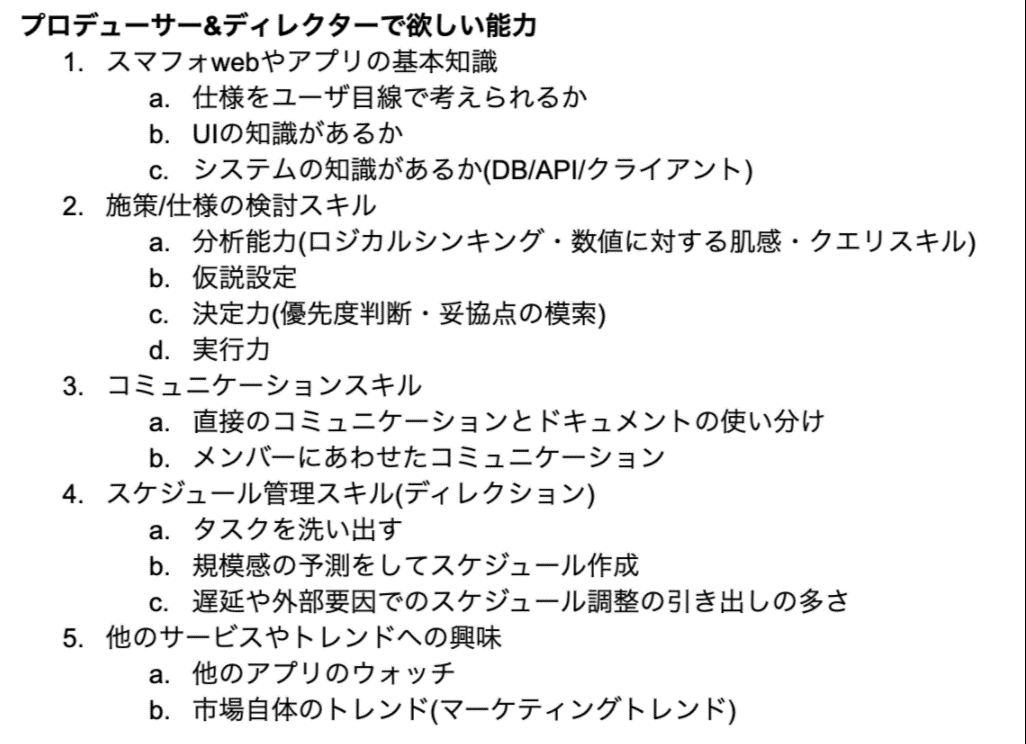 プロデューサー&ディレクターで欲しい能力
1. スマフォwebやアプリの基本知識
a. 仕様をユーザ目線で考えられるか
b. UIの知識があるか
c. システムの知識があるか(DB/API/クライアント)
2. 施策/仕様の検討スキル
a. 分析能力(ロジカルシンキング・数値に対する肌感・クエリスキル)
b. 仮説設定
c. 決定力(優先度判断・妥協点の模索)
d. 実行力
3. コミュニケーションスキル
a. 直接のコミュニケーションとドキュメントの使い分け
b. メンバーにあわせたコミュニケーション
4. スケジュール管理スキル(ディレクション)
a. タスクを洗い出す
b. 規模感の予測をしてスケジュール作成
c. 遅延や外部要因でのスケジュール調整の引き出しの多さ
5. 他のサービスやトレンドへの興味
a. 他のアプリのウォッチ
b. 市場自体のトレンド(マーケティングトレンド)